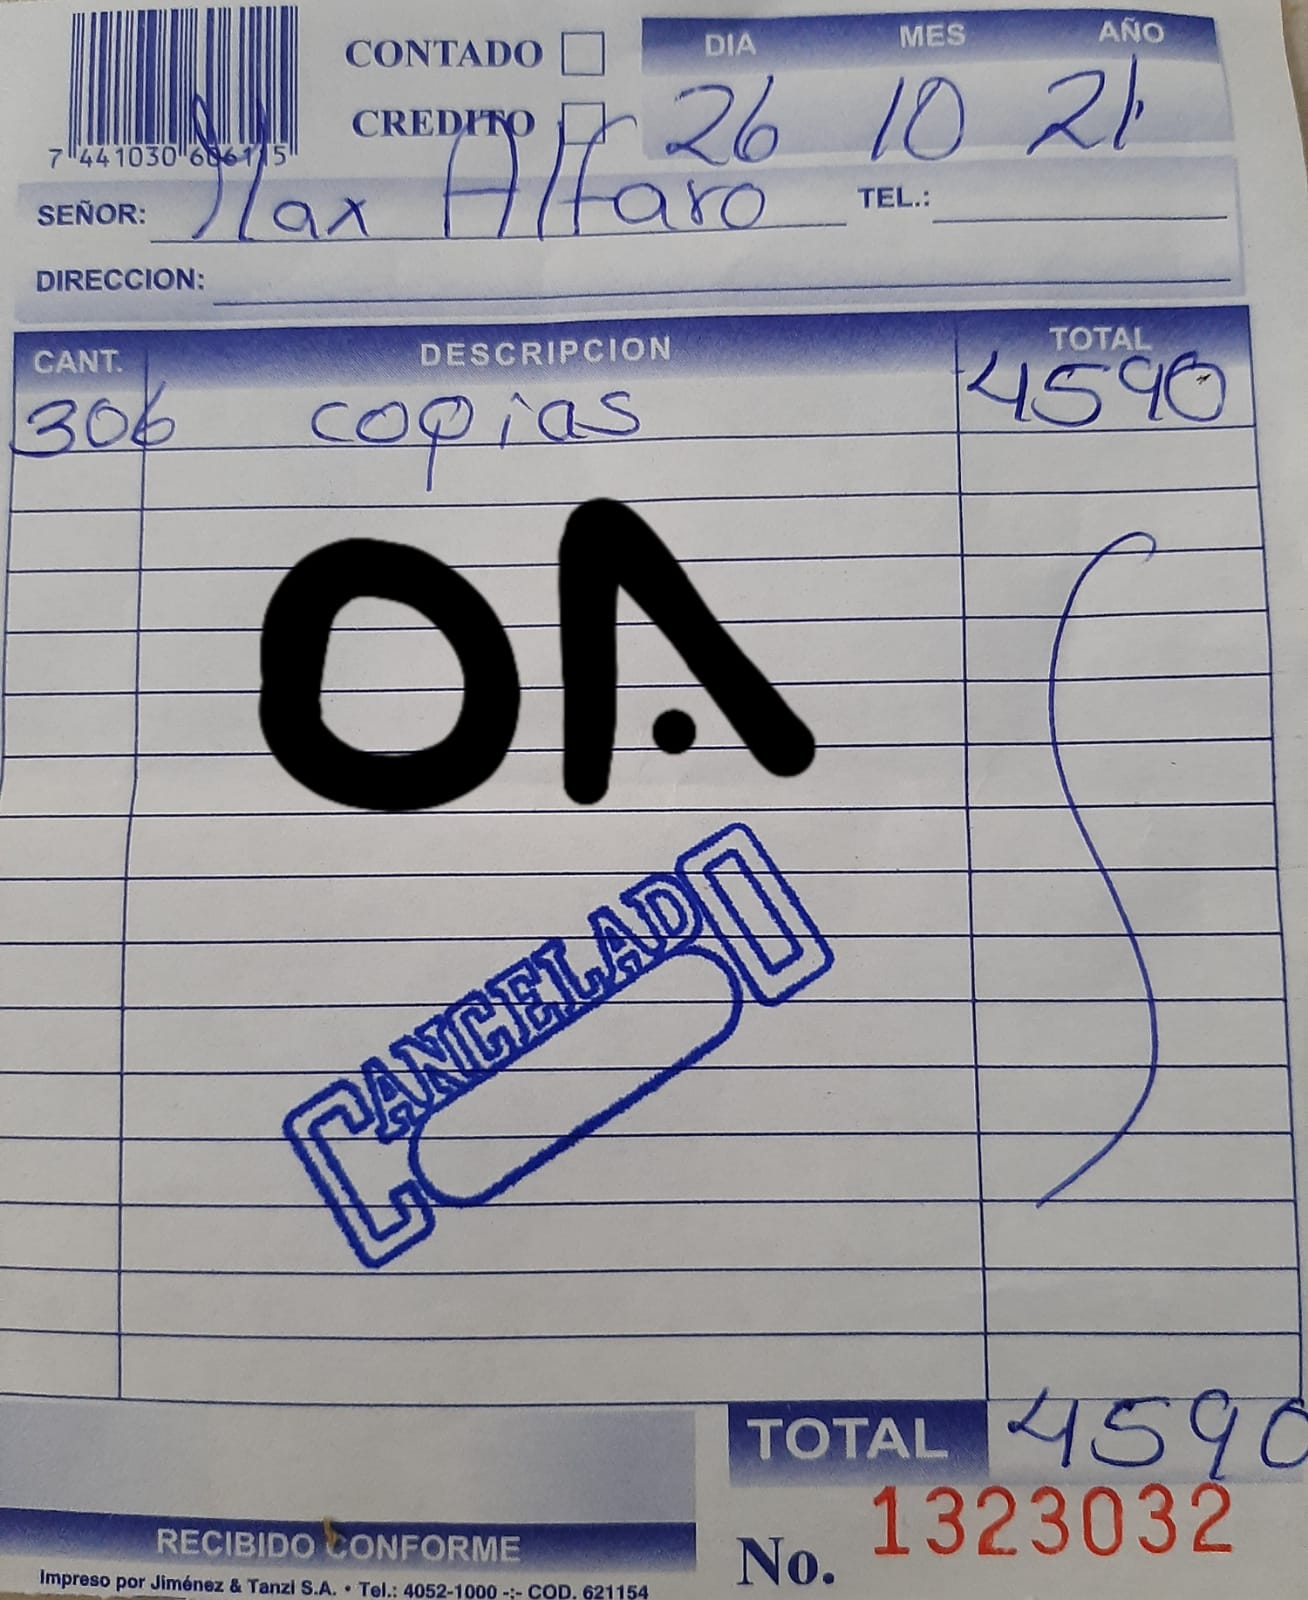 CONTADO
CREDITO
DIA MES AÑO
26 10 21
7 441030 606115
SEÑOR: Max Alfaro TEL.:
DIRECCION:
CANT. DESCRIPCION TOTAL
306 copias 4590
OA
CANCELADO
TOTAL 4590
No. 1323032
RECIBIDO CONFORME
Impreso por Jiménez & Tanzi S.A. • Tel.: 4052-1000 -:- COD. 621154